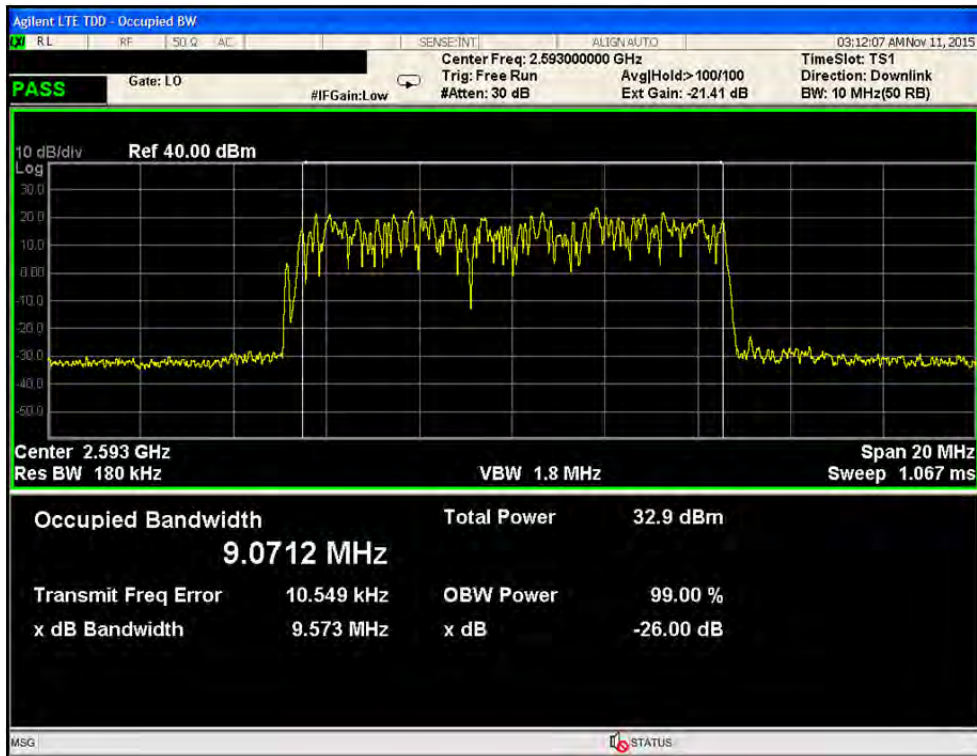 Agilent LTE TDD - Occupied BW
LXI RL RF 50 Ω AC SENSE:INT ALIGN AUTO 03:12:07 AM Nov 11, 2015
Center Freq: 2.593000000 GHz TimeSlot: TS1
PASS Gate: LO Trig: Free Run Avg|Hold:>100/100 Direction: Downlink
#IFGain:Low #Atten: 30 dB Ext Gain: -21.41 dB BW: 10 MHz(50 RB)
10 dB/div Ref 40.00 dBm
Log
30.0
20.0
10.0
0.00
-10.0
-20.0
-30.0
-40.0
-50.0
Center 2.593 GHz Span 20 MHz
Res BW 180 kHz VBW 1.8 MHz Sweep 1.067 ms
Occupied Bandwidth Total Power 32.9 dBm
9.0712 MHz
Transmit Freq Error 10.549 kHz OBW Power 99.00 %
x dB Bandwidth 9.573 MHz x dB -26.00 dB
MSG STATUS